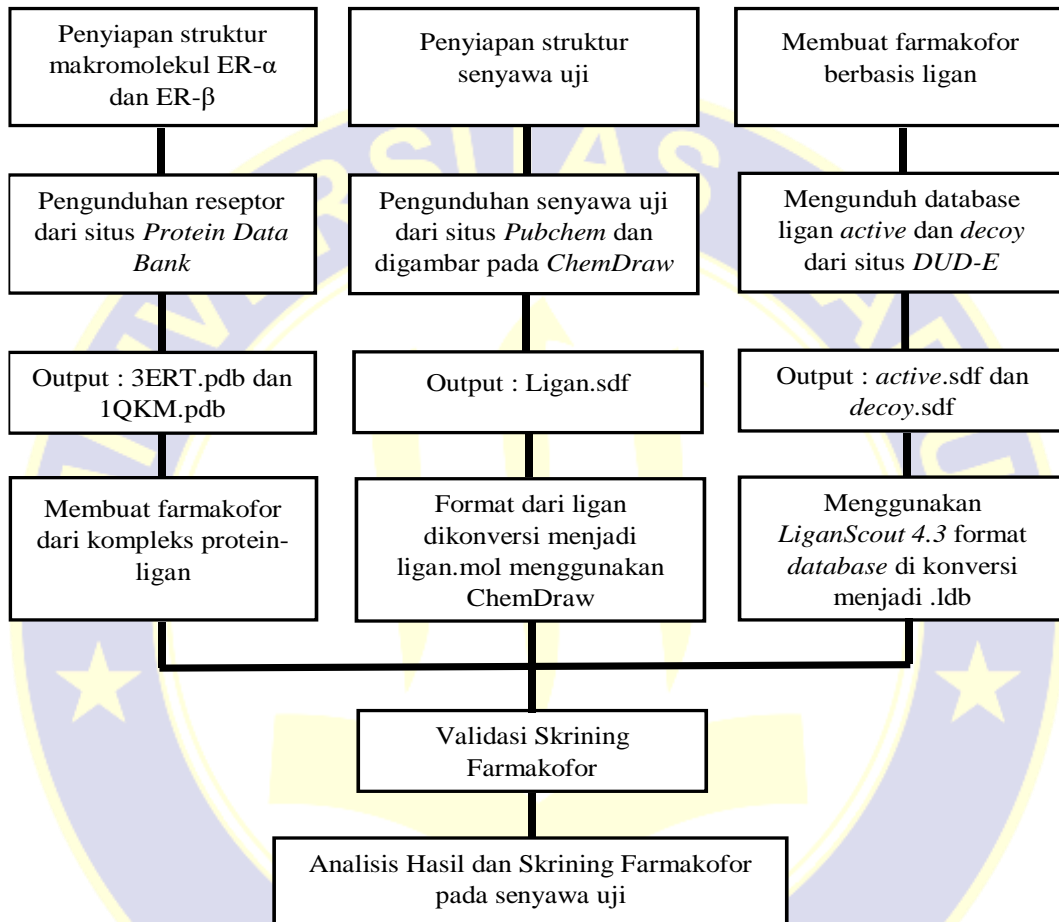 Penyiapan struktur
makromolekul ER-α
dan ER-β
Penyiapan struktur
senyawa uji
Membuat farmakofor
berbasis ligan
Pengunduhan reseptor
dari situs Protein Data
Bank
Pengunduhan senyawa uji
dari situs Pubchem dan
digambar pada ChemDraw
Mengunduh database
ligan active dan decoy
dari situs DUD-E
Output : 3ERT.pdb dan
1QKM.pdb
Output : Ligan.sdf
Output : active.sdf dan
decoy.sdf
Membuat farmakofor
dari kompleks protein-
ligan
Format dari ligan
dikonversi menjadi
ligan.mol menggunakan
ChemDraw
Menggunakan
LiganScout 4.3 format
database di konversi
menjadi .ldb
Validasi Skrining
Farmakofor
Analisis Hasil dan Skrining Farmakofor
pada senyawa uji